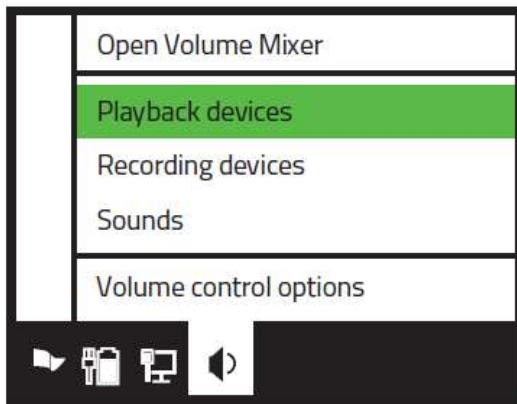 Open Volume Mixer
Playback devices
Recording devices
Sounds
Volume control options